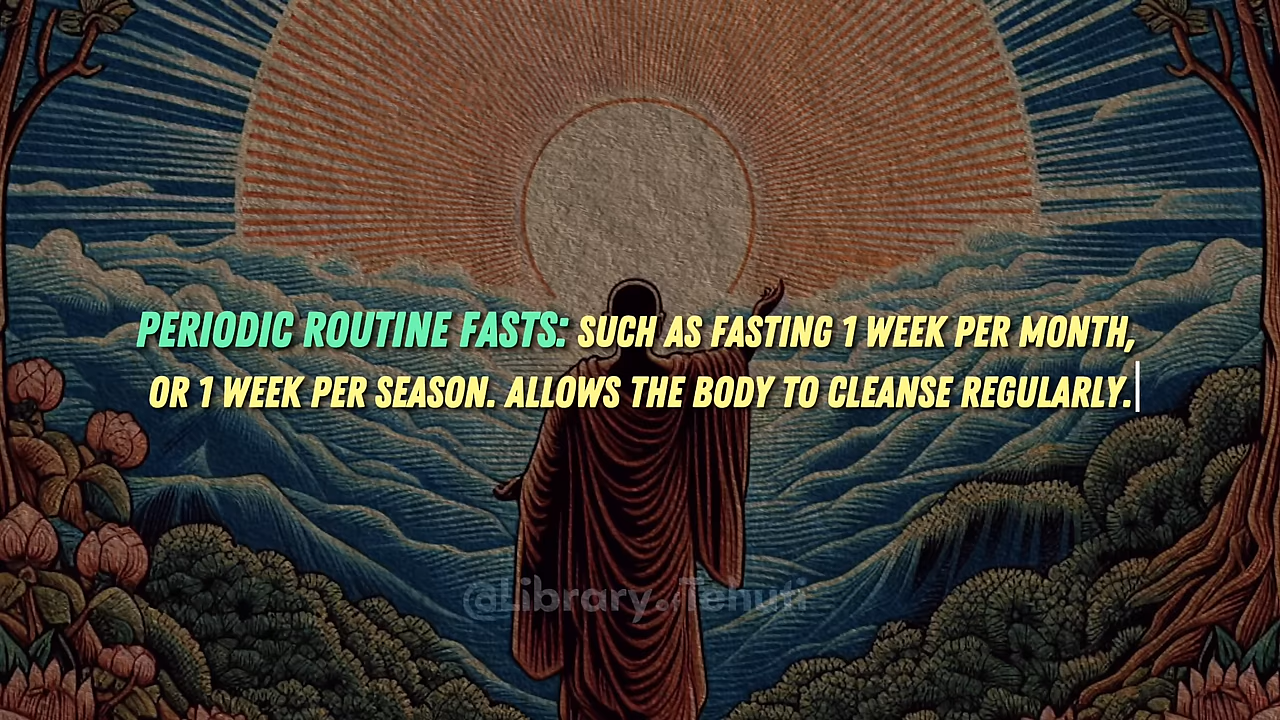 PERIODIC ROUTINE FASTS: SUCH AS FASTING 1 WEEK PER MONTH,
OR 1 WEEK PER SEASON. ALLOWS THE BODY TO CLEANSE REGULARLY.
@Library_of_Tehuti